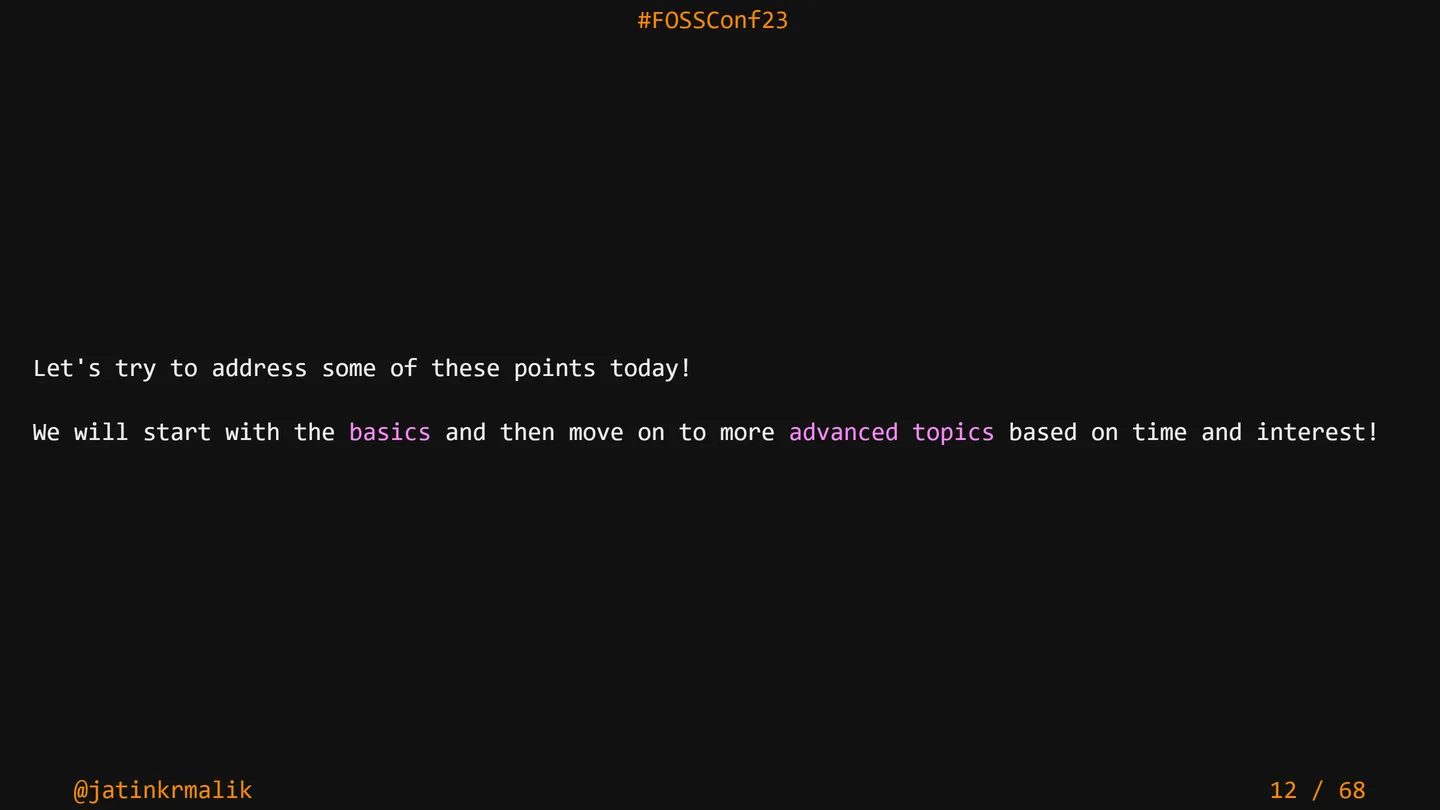 #FOSSConf23
Let's try to address some of these points today!
We will start with the basics and then move on to more advanced topics based on time and interest!
@jatinkrmalik
12 / 68